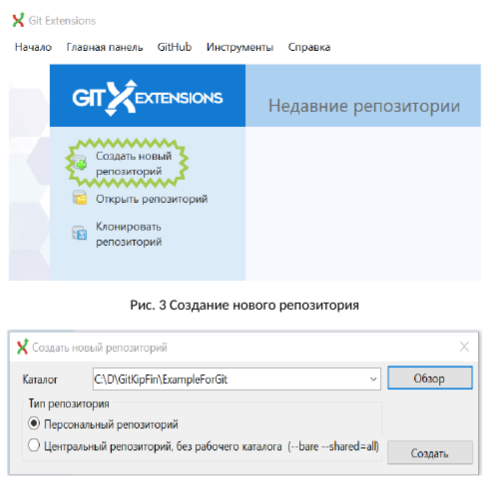 Git Extensions
Начало Главная панель GitHub Инструменты Справка
GIT EXTENSIONS
Недавние репозитории
Создать новый
репозиторий
Открыть репозиторий
Клонировать
репозиторий
Рис. 3 Создание нового репозитория
Создать новый репозиторий
Каталог C:\D\GitKipFin\ExampleForGit Обзор
Тип репозитория
Персональный репозиторий
Центральный репозиторий, без рабочего каталога (--bare --shared=all)
Создать